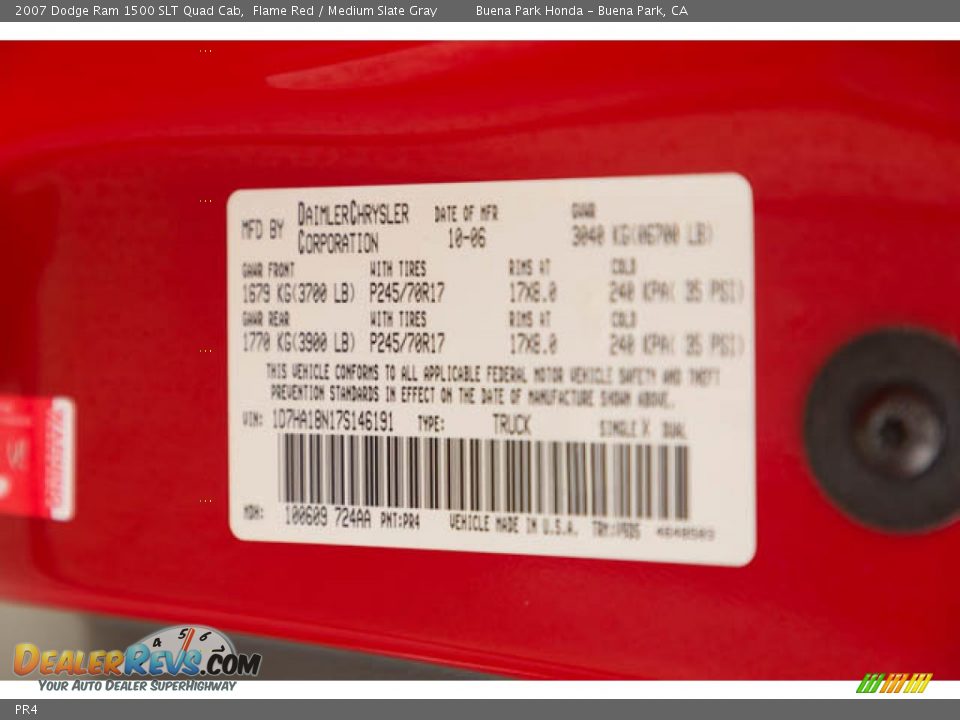 2007 Dodge Ram 1500 SLT Quad Cab, Flame Red / Medium Slate Gray Buena Park Honda – Buena Park, CA
MFD BY DAIMLERCHRYSLER CORPORATION DATE OF MFR 10-06 GVWR 3040 KG(06700 LB)
GAWR FRONT WITH TIRES RIMS AT COLD
1679 KG(3700 LB) P245/70R17 17X8.0 240 KPA( 35 PSI)
GAWR REAR WITH TIRES RIMS AT COLD
1770 KG(3900 LB) P245/70R17 17X8.0 240 KPA( 35 PSI)
THIS VEHICLE CONFORMS TO ALL APPLICABLE FEDERAL MOTOR VEHICLE SAFETY AND THEFT
PREVENTION STANDARDS IN EFFECT ON THE DATE OF MANUFACTURE SHOWN ABOVE.
VIN: 1D7HA18N17S146191 TYPE: TRUCK SINGLE X DUAL
MDH: 100609 724AA PNT:PR4 VEHICLE MADE IN U.S.A.
4 5 6
DEALERREVS.COM
YOUR AUTO DEALER SUPERHIGHWAY
PR4